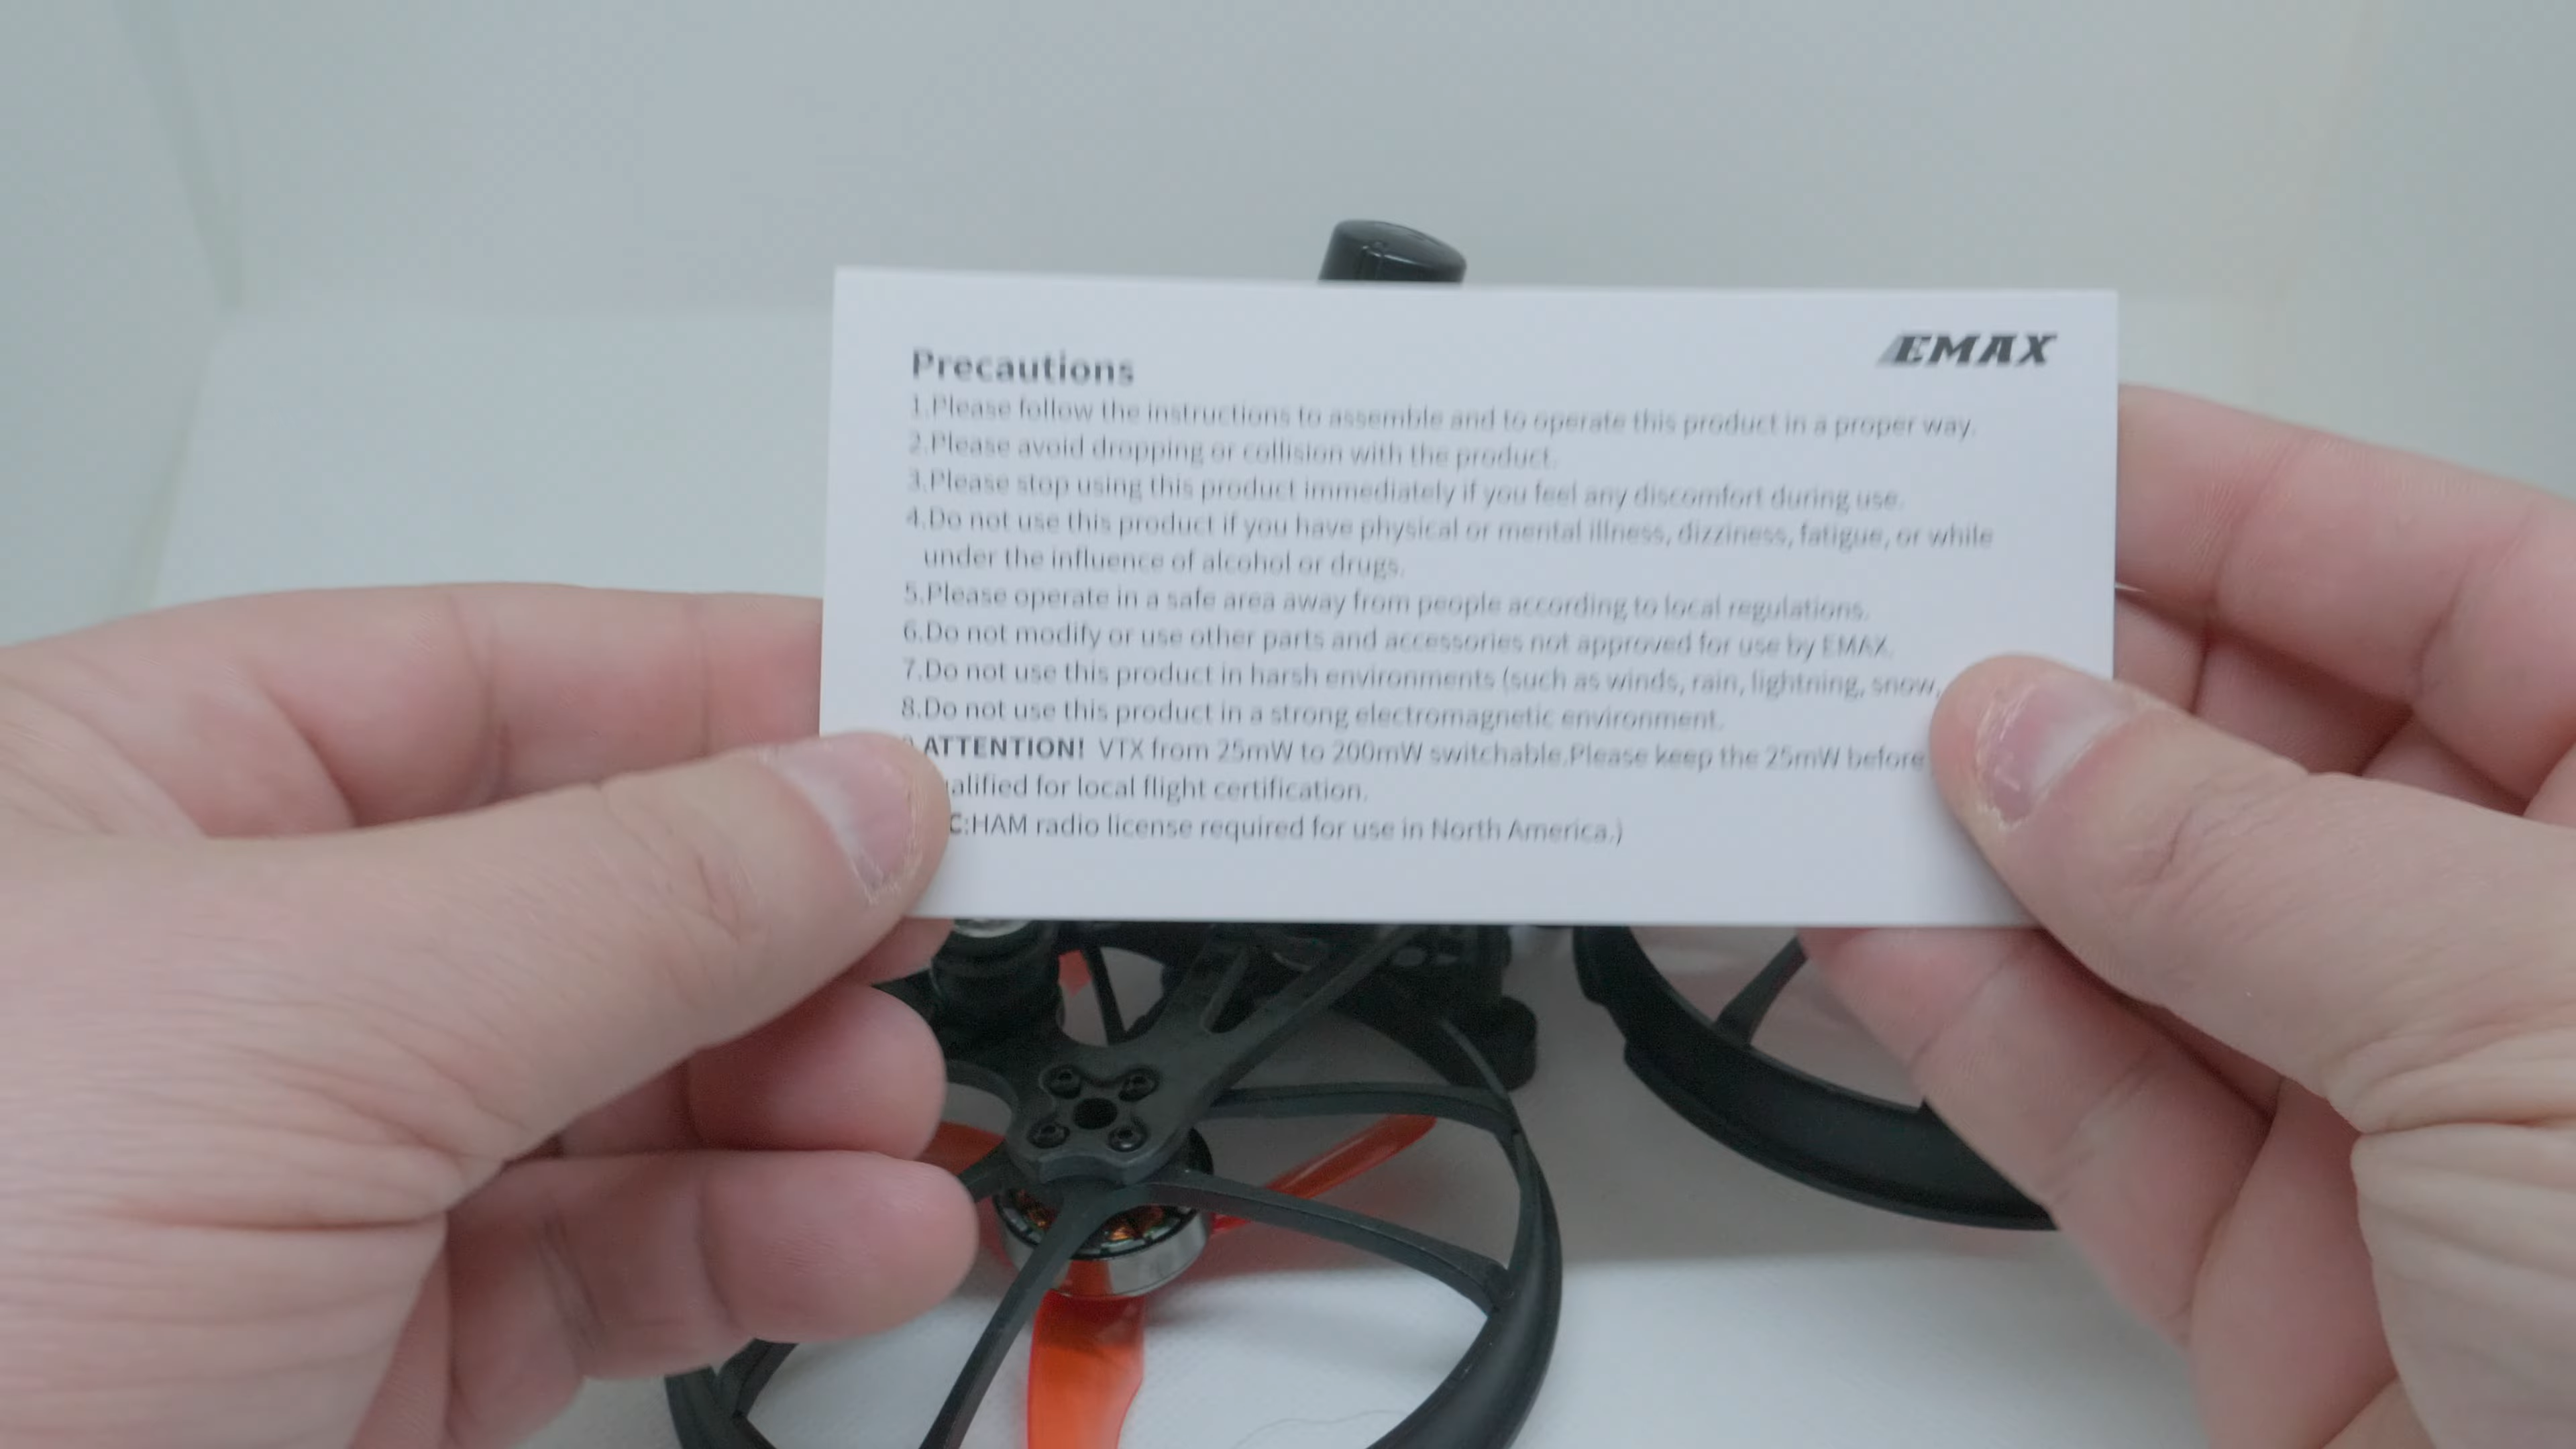 EMAX
Precautions
1.Please follow the instructions to assemble and to operate this product in a proper way.
2.Please avoid dropping or collision with the product.
3.Please stop using this product immediately if you feel any discomfort during use.
4.Do not use this product if you have physical or mental illness, dizziness, fatigue, or while
under the influence of alcohol or drugs.
5.Please operate in a safe area away from people according to local regulations.
6.Do not modify or use other parts and accessories not approved for use by EMAX.
7.Do not use this product in harsh environments (such as winds, rain, lightning, snow,
8.Do not use this product in a strong electromagnetic environment.
ATTENTION! VTX from 25mW to 200mW switchable.Please keep the 25mW before
alified for local flight certification.
C:HAM radio license required for use in North America.)